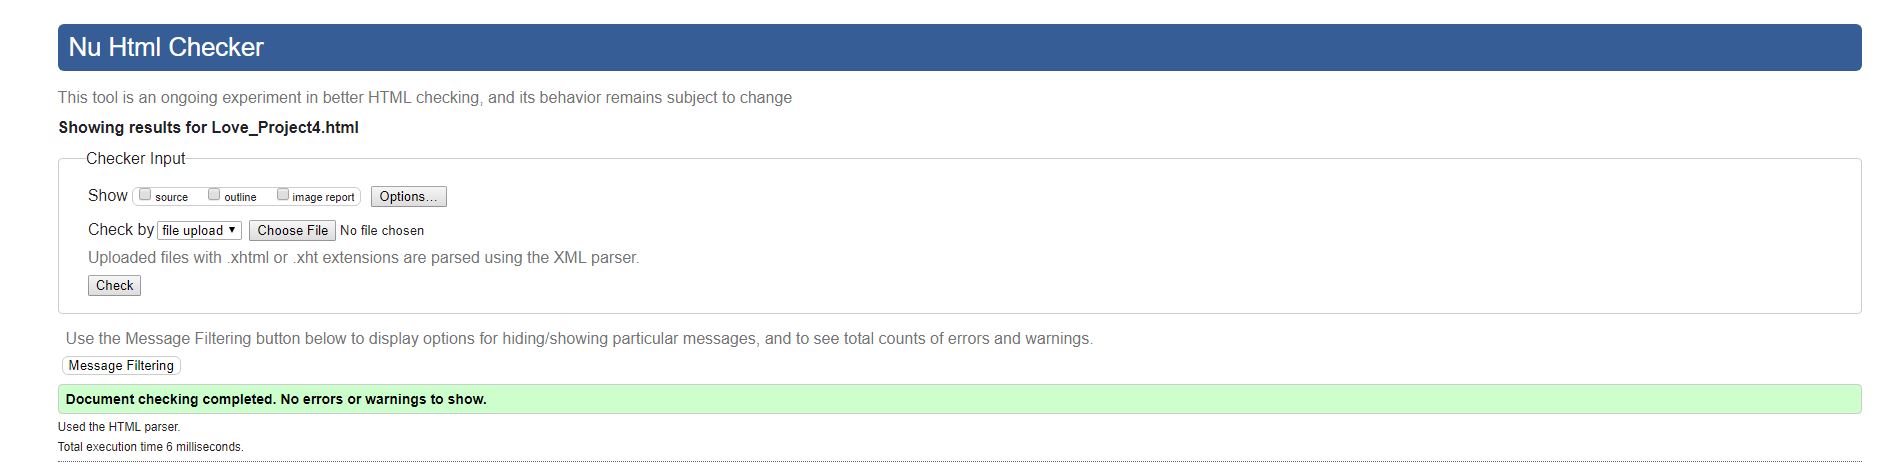 Nu Html Checker
This tool is an ongoing experiment in better HTML checking, and its behavior remains subject to change
Showing results for Love_Project4.html
Checker Input
Show source outline image report Options...
Check by file upload Choose File No file chosen
Uploaded files with .xhtml or .xht extensions are parsed using the XML parser.
Check
Use the Message Filtering button below to display options for hiding/showing particular messages, and to see total counts of errors and warnings.
Message Filtering
Document checking completed. No errors or warnings to show.
Used the HTML parser.
Total execution time 6 milliseconds.